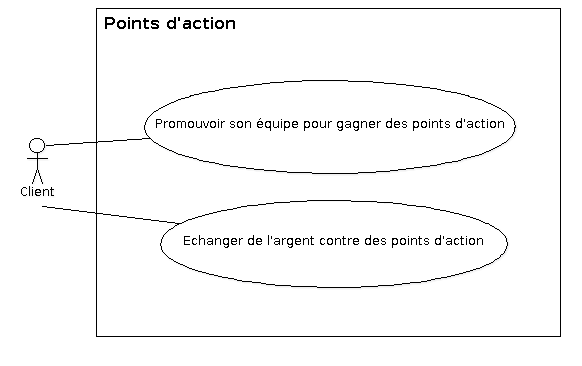 Points d'action
Promouvoir son équipe pour gagner des points d'action
Client
Echanger de l'argent contre des points d'action